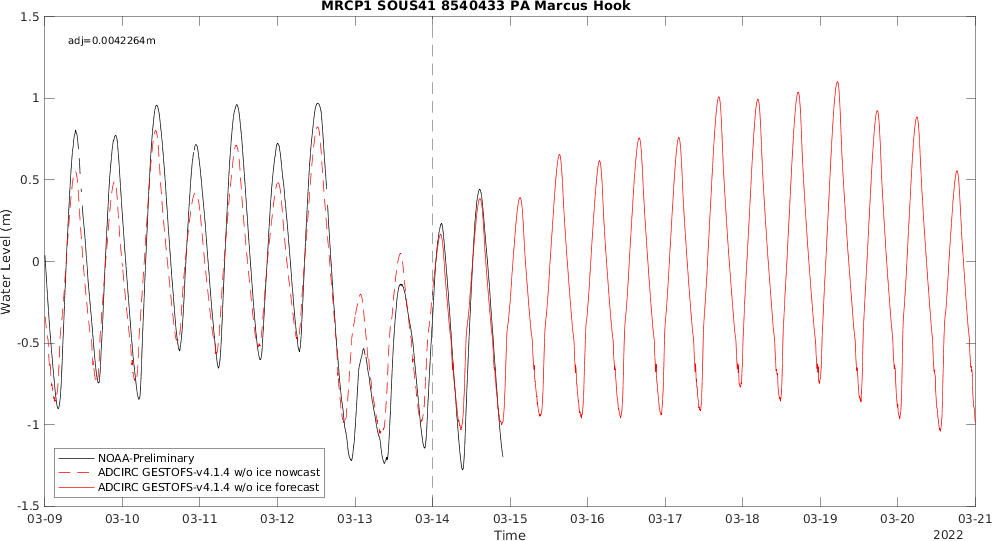 MRCP1 SOUS41 8540433 PA Marcus Hook
1.5
adj=0.0042264m
1
0.5
0
-0.5
-1
-1.5
Water Level (m)
NOAA-Preliminary
ADCIRC GESTOFS-v4.1.4 w/o ice nowcast
ADCIRC GESTOFS-v4.1.4 w/o ice forecast
03-09 03-10 03-11 03-12 03-13 03-14 03-15 03-16 03-17 03-18 03-19 03-20 03-21
Time
2022